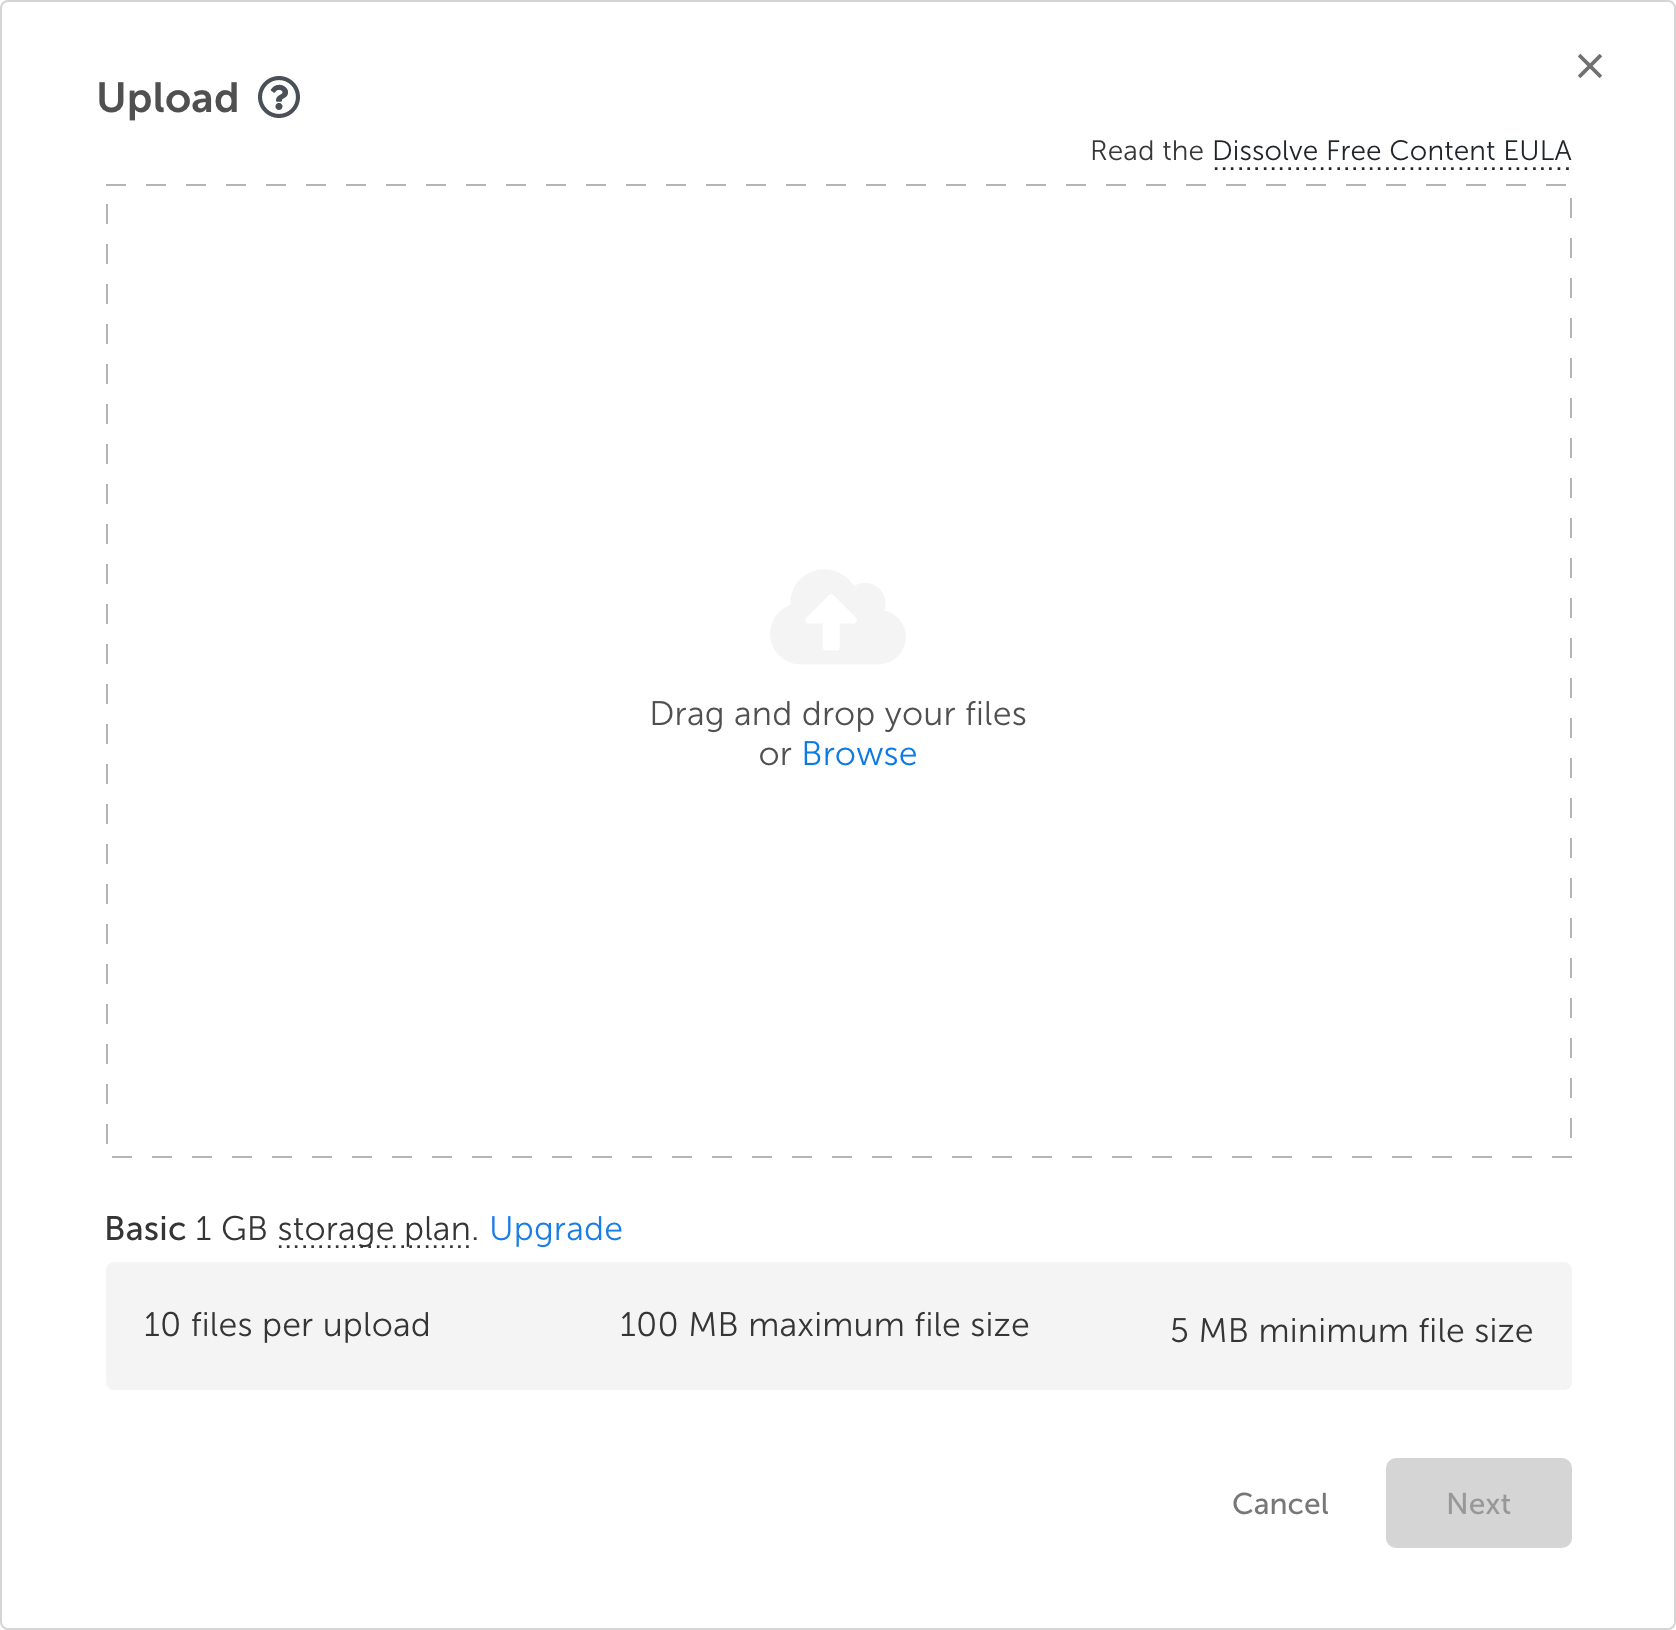 Upload ?
Read the Dissolve Free Content EULA
Drag and drop your files
or Browse
Basic 1 GB storage plan. Upgrade
10 files per upload
100 MB maximum file size
5 MB minimum file size
Cancel
Next